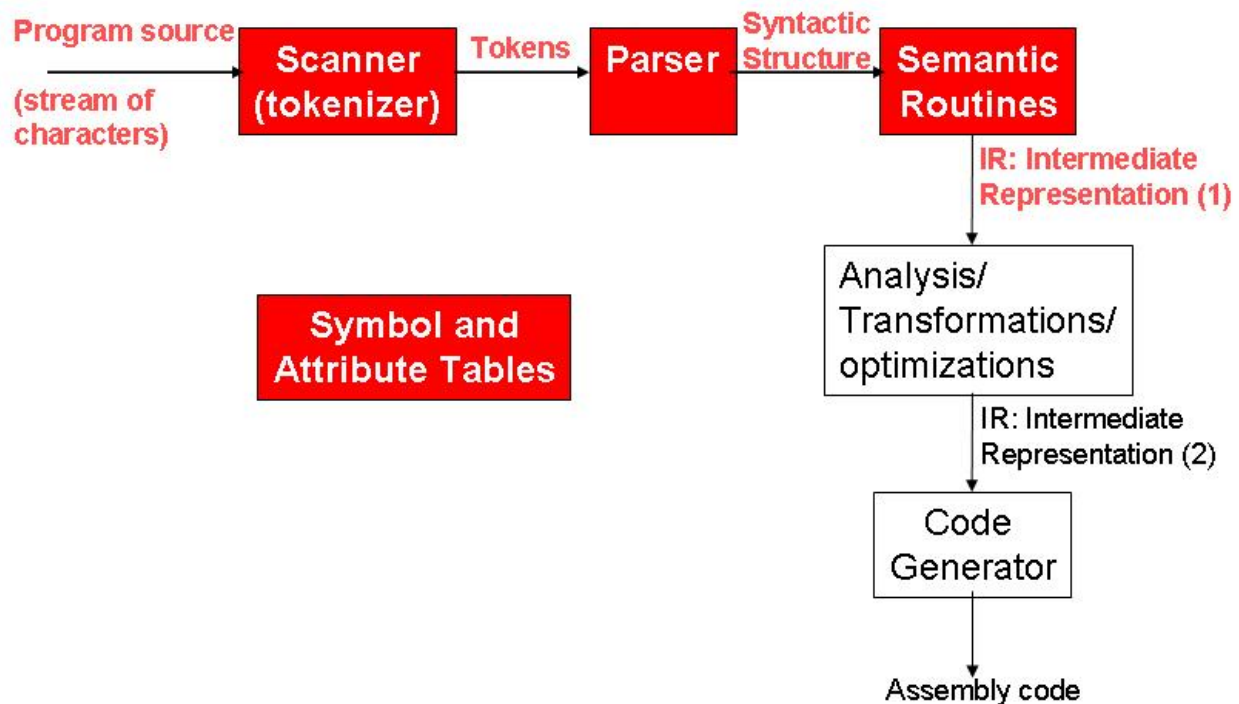 Program source
(stream of
characters)
Scanner
(tokenizer)
Tokens
Parser
Syntactic
Structure
Semantic
Routines
IR: Intermediate
Representation (1)
Analysis/
Transformations/
optimizations
Symbol and
Attribute Tables
IR: Intermediate
Representation (2)
Code
Generator
Assembly code